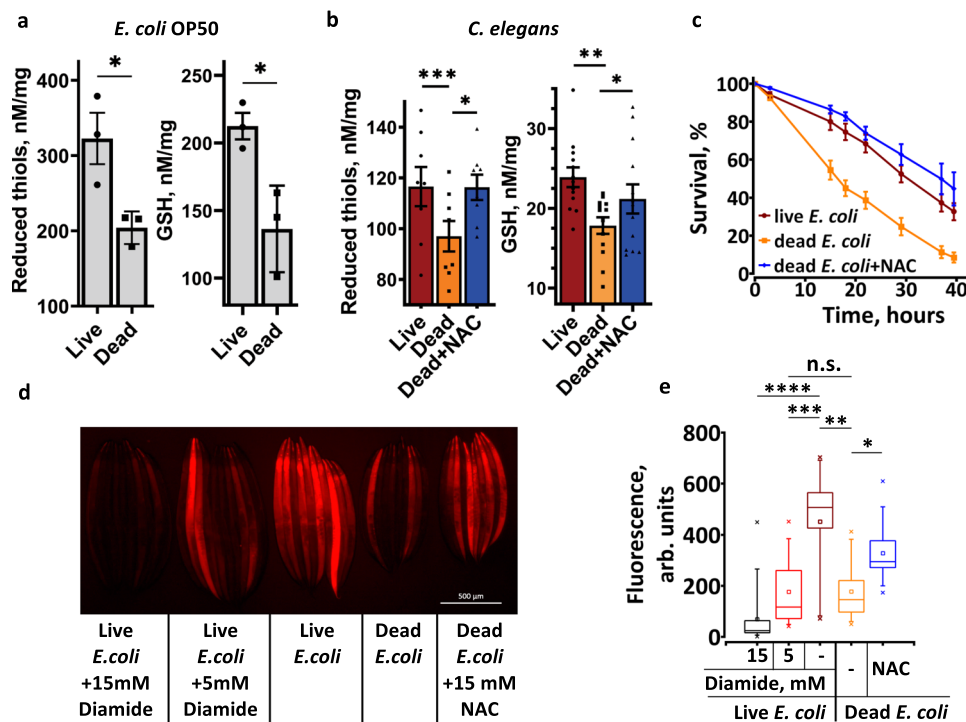 a
E. coli OP50
Reduced thiols, nM/mg
400
300
200
100
*
Live
Dead
GSH, nM/mg
250
200
150
100
*
Live
Dead
b
C. elegans
Reduced thiols, nM/mg
140
120
100
80
***
*
Live
Dead
Dead+NAC
GSH, nM/mg
30
20
10
**
*
Live
Dead
Dead+NAC
c
Survival, %
100
80
60
40
20
0
live E. coli
dead E. coli
dead E. coli+NAC
0
10
20
30
40
Time, hours
d
500 µm
Live
E.coli
+15mM
Diamide
Live
E.coli
+5mM
Diamide
Live
E.coli
Dead
E.coli
Dead
E.coli
+15 mM
NAC
e
n.s.
****
***
**
*
Fluorescence,
arb. units
800
600
400
200
0
15
5
-
-
NAC
Diamide, mM
Live E. coli
Dead E. coli